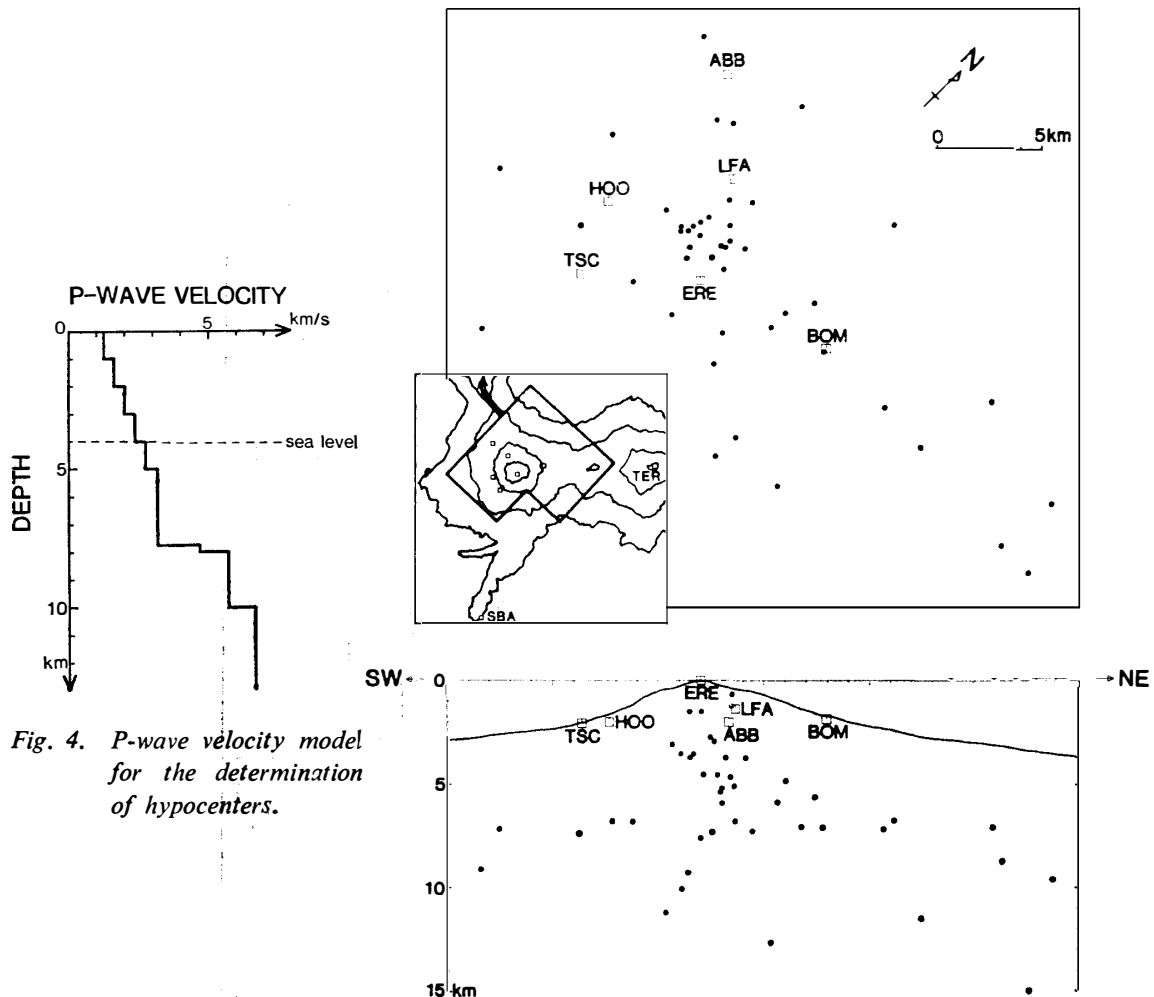 ABB
N
0 5km
LFA
HOO
TSC
ERE
BOM
P-WAVE VELOCITY
0 5 km/s
sea level
5
DEPTH
10
km
TER
SBA
Fig. 4. P-wave velocity model
for the determination
of hypocenters.
SW 0 NE
ERE
LFA
TSC HOO ABB BOM
5
10
15 km